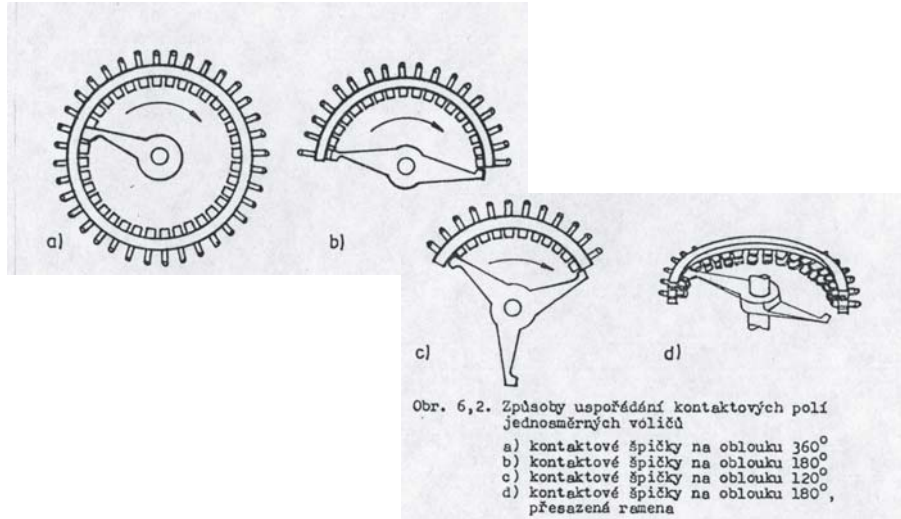 a)
b)
c)
d)
Obr. 6,2. Způsoby uspořádání kontaktových polí
jednosměrných voličů
a) kontaktové špičky na oblouku 360°
b) kontaktové špičky na oblouku 180°
c) kontaktové špičky na oblouku 120°
d) kontaktové špičky na oblouku 180°,
přesazená ramena